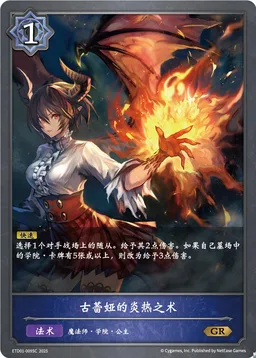 1
快速
选择1个对手战场上的随从。给予其2点伤害。如果自己墓场中
的学院·卡牌有5张或以上，则改为给予3点伤害。
古蕾娅的炎热之术
法术
魔法师·学院·公主
GR
© Cygames, Inc. Published by NetEase Games